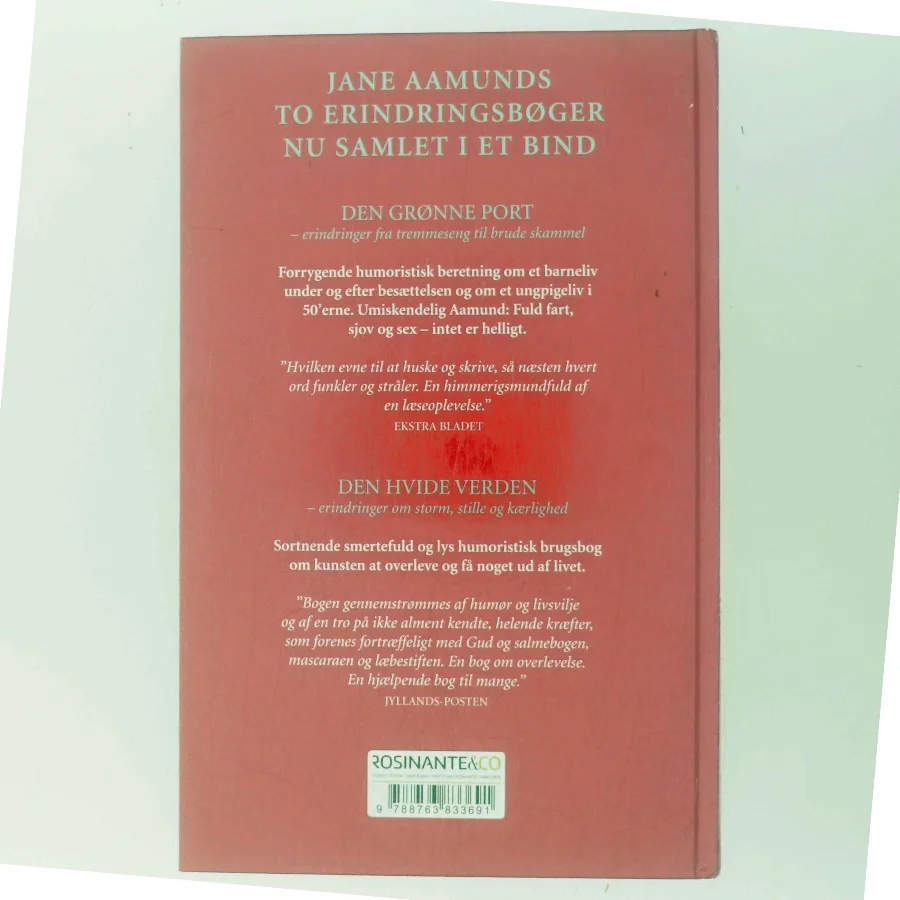 JANE AAMUNDS
TO ERINDRINGSBØGER
NU SAMLET I ET BIND
DEN GRØNNE PORT
– erindringer fra tremmeseng til brude skammel
Forrygende humoristisk beretning om et barneliv
under og efter besættelsen og om et ungpigeliv i
50'erne. Umiskendelig Aamund: Fuld fart,
sjov og sex – intet er helligt.
”Hvilken evne til at huske og skrive, så næsten hvert
ord funkler og stråler. En himmerigsmundfuld af
en læseoplevelse.”
EKSTRA BLADET
DEN HVIDE VERDEN
– erindringer om storm, stille og kærlighed
Sortnende smertefuld og lys humoristisk brugsbog
om kunsten at overleve og få noget ud af livet.
”Bogen gennemstrømmes af humør og livsvilje
og af en tro på ikke alment kendte, helende kræfter,
som forenes fortræffeligt med Gud og salmebogen,
mascaraen og læbestiften. En bog om overlevelse.
En hjælpende bog til mange.”
JYLLANDS-POSTEN
ROSINANTE&CO
9 788763 833691